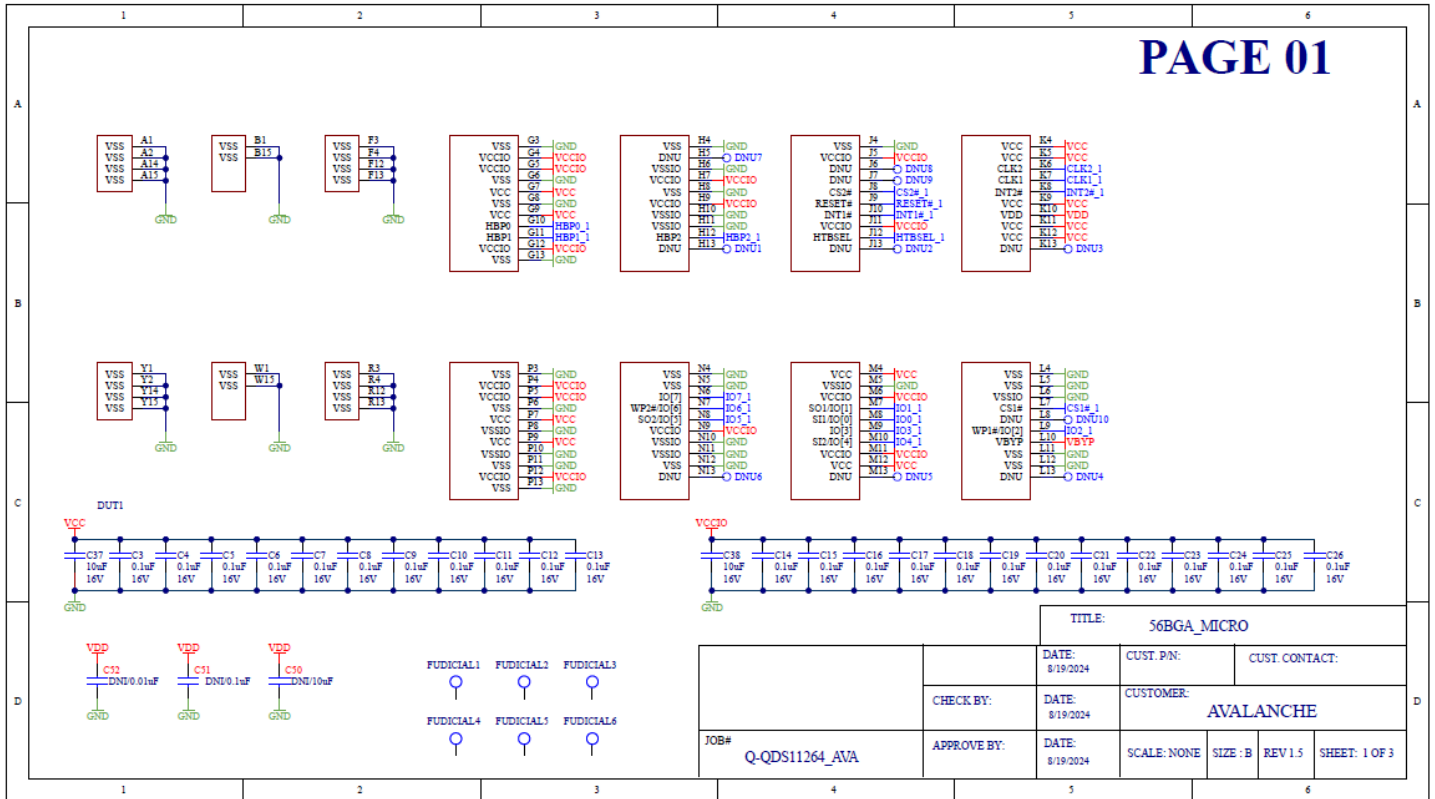 1 2 3 4 5 6
PAGE 01
A A
VSS A1
VSS A2
VSS A14
VSS A15
GND
VSS B1
VSS B15
GND
VSS F3
VSS F4
VSS F12
VSS F13
GND
VSS G3 GND
VCCIO G4 VCCIO
VCCIO G5 VCCIO
VSS G6 GND
VCC G7 VCC
VSS G8 GND
VCC G9 VCC
HBP0 G10 HBP0_1
HBP1 G11 HBP1_1
VCCIO G12 VCCIO
VSS G13 GND
VSS H4 GND
DNU H5 DNU7
VSSIO H6 GND
VCCIO H7 VCCIO
VSS H8 GND
VCCIO H9 VCCIO
VSSIO H10 GND
VSSIO H11 GND
HBP2 H12 HBP2_1
DNU H13 DNU1
VSS J4 GND
VCCIO J5 VCCIO
DNU J6 DNU8
DNU J7 DNU9
CS2# J8 CS2#_1
RESET# J9 RESET#_1
INT1# J10 INT1#_1
VCCIO J11 VCCIO
HTBSEL J12 HTBSEL_1
DNU J13 DNU2
VCC K4 VCC
VCC K5 VCC
CLK2 K6 CLK2_1
CLK1 K7 CLK1_1
INT2# K8 INT2#_1
VCC K9 VCC
VDD K10 VDD
VCC K11 VCC
VCC K12 VCC
DNU K13 DNU3
B B
VSS Y1
VSS Y2
VSS Y14
VSS Y15
GND
VSS W1
VSS W15
GND
VSS R3
VSS R4
VSS R12
VSS R13
GND
VSS P3 GND
VCCIO P4 VCCIO
VCCIO P5 VCCIO
VSS P6 GND
VCC P7 VCC
VSSIO P8 GND
VCC P9 VCC
VSSIO P10 GND
VSS P11 GND
VCCIO P12 VCCIO
VSS P13 GND
VSS N4 GND
VSS N5 GND
IO[7] N6 IO7_1
WP2#/IO[6] N7 IO6_1
SO2/IO[5] N8 IO5_1
VCCIO N9 VCCIO
VSSIO N10 GND
VSSIO N11 GND
VSS N12 GND
DNU N13 DNU6
VCC M4 VCC
VSSIO M5 GND
VCCIO M6 VCCIO
SO1/IO[1] M7 IO1_1
SI1/IO[0] M8 IO0_1
IO[3] M9 IO3_1
SI2/IO[4] M10 IO4_1
VCCIO M11 VCCIO
VCC M12 VCC
DNU M13 DNU5
VSS L4 GND
VSS L5 GND
VSSIO L6 GND
CS1# L7 CS1#_1
DNU L8 DNU10
WP1#/IO[2] L9 IO2_1
VBYP L10 VBYP
VSS L11 GND
VSS L12 GND
DNU L13 DNU4
C C
DUT1
VCC
C37 C3 C4 C5 C6 C7 C8 C9 C10 C11 C12 C13
10uF 0.1uF 0.1uF 0.1uF 0.1uF 0.1uF 0.1uF 0.1uF 0.1uF 0.1uF 0.1uF 0.1uF
16V 16V 16V 16V 16V 16V 16V 16V 16V 16V 16V 16V
GND
VCCIO
C38 C14 C15 C16 C17 C18 C19 C20 C21 C22 C23 C24 C25 C26
10uF 0.1uF 0.1uF 0.1uF 0.1uF 0.1uF 0.1uF 0.1uF 0.1uF 0.1uF 0.1uF 0.1uF 0.1uF 0.1uF
16V 16V 16V 16V 16V 16V 16V 16V 16V 16V 16V 16V 16V 16V
GND
D D
VDD VDD VDD
C52 C51 C50
DNI/0.01uF DNI/0.1uF DNI/10uF
GND GND GND
FUDICIAL1 FUDICIAL2 FUDICIAL3
FUDICIAL4 FUDICIAL5 FUDICIAL6
TITLE: 56BGA_MICRO
DATE: 8/19/2024
CUST. P/N:
CUST. CONTACT:
CHECK BY:
DATE: 8/19/2024
CUSTOMER: AVALANCHE
JOB# Q-QDS11264_AVA
APPROVE BY:
DATE: 8/19/2024
SCALE: NONE
SIZE : B
REV 1.5
SHEET: 1 OF 3
1 2 3 4 5 6